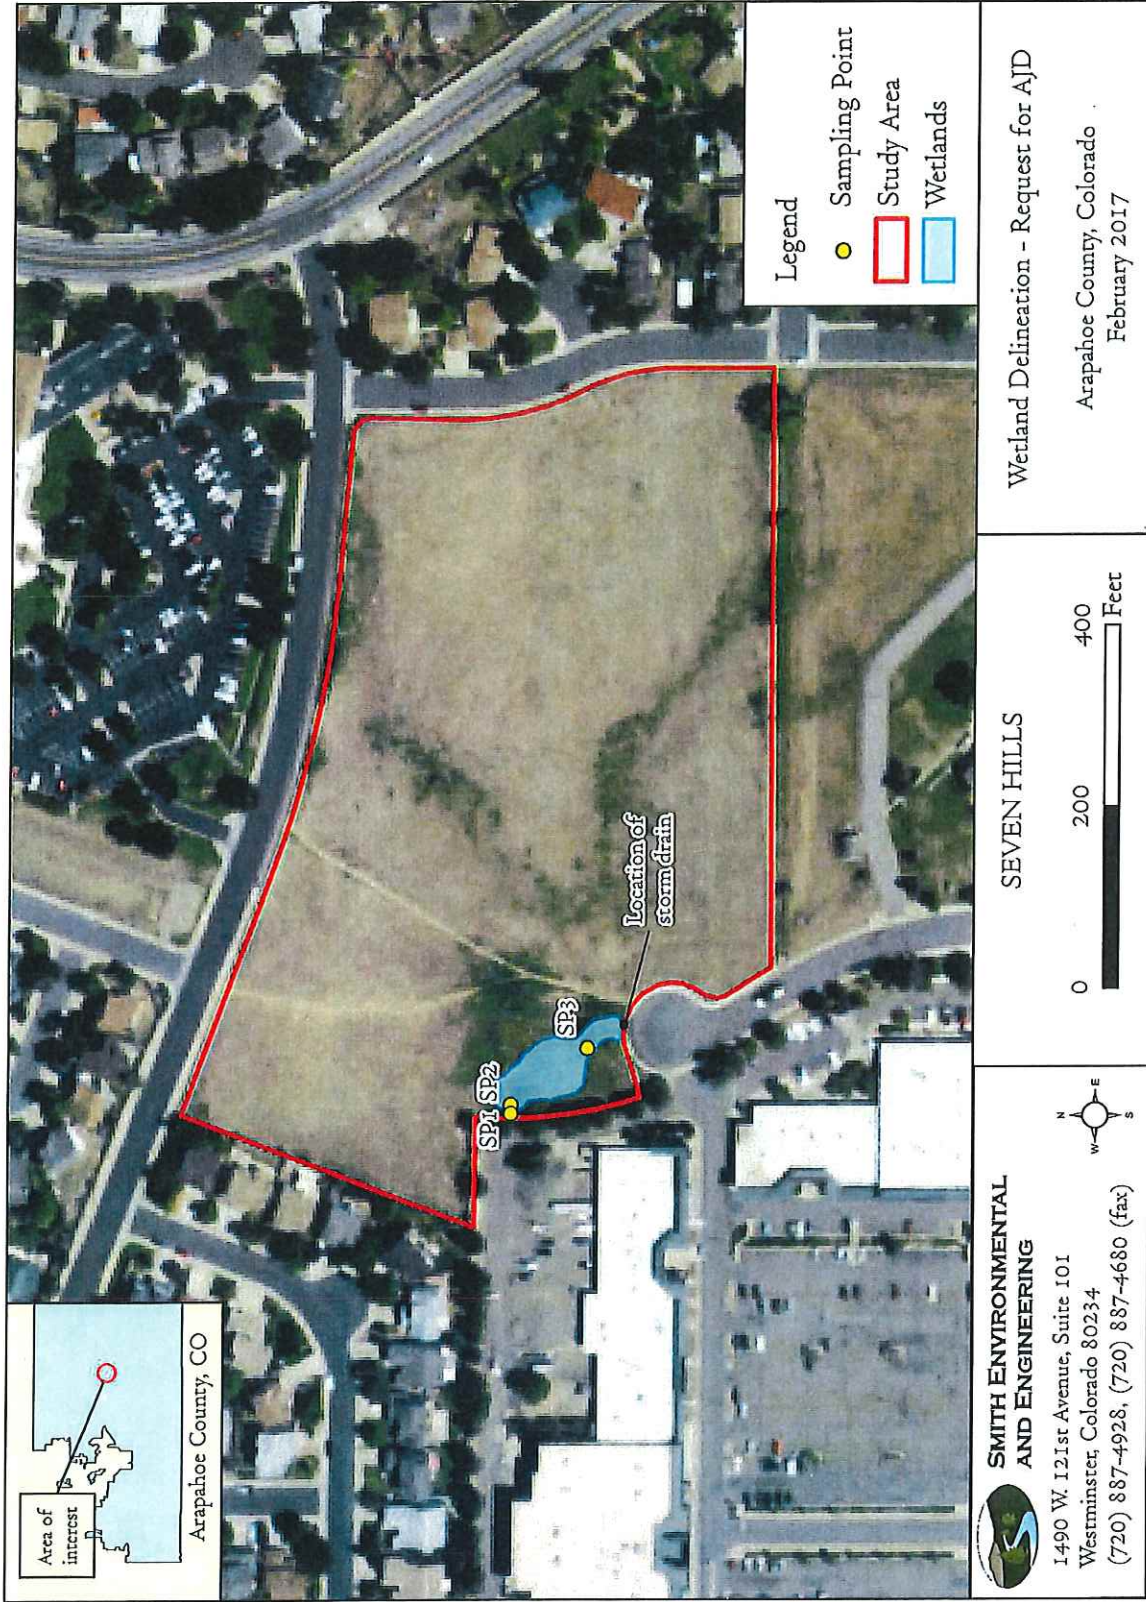 Area of
interest
Arapahoe County, CO
SP1 SP2
SP3
Location of
storm drain
Legend
Sampling Point
Study Area
Wetlands
SMITH ENVIRONMENTAL
AND ENGINEERING
1490 W. 121st Avenue, Suite 101
Westminster, Colorado 80234
(720) 887-4928, (720) 887-4680 (fax)
N
W E
S
SEVEN HILLS
0 200 400
Feet
Wetland Delineation - Request for AJD
Arapahoe County, Colorado
February 2017